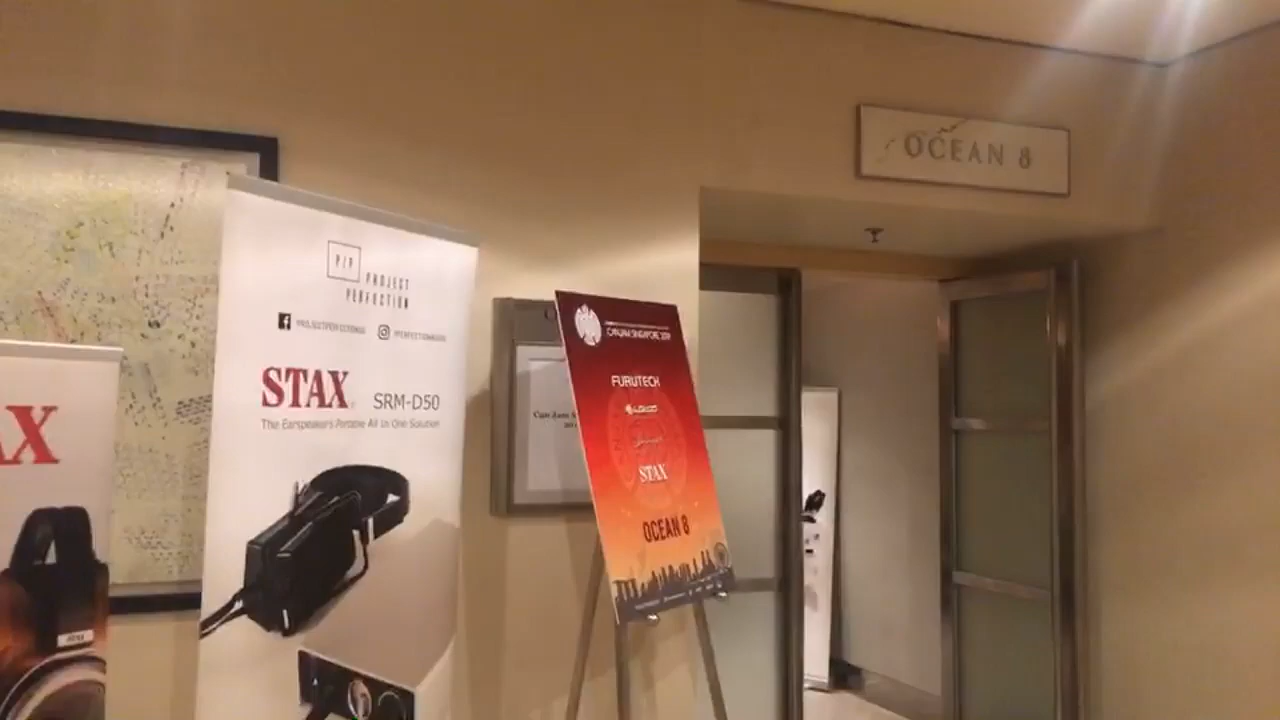 OCEAN 8
P/P
PROJECT
PERFECTION
STAX SRM-D50
The Earspeakers Portable All In One Solution
AX
CANJAM SINGAPORE 2019
FURUTECH
STAX
OCEAN 8